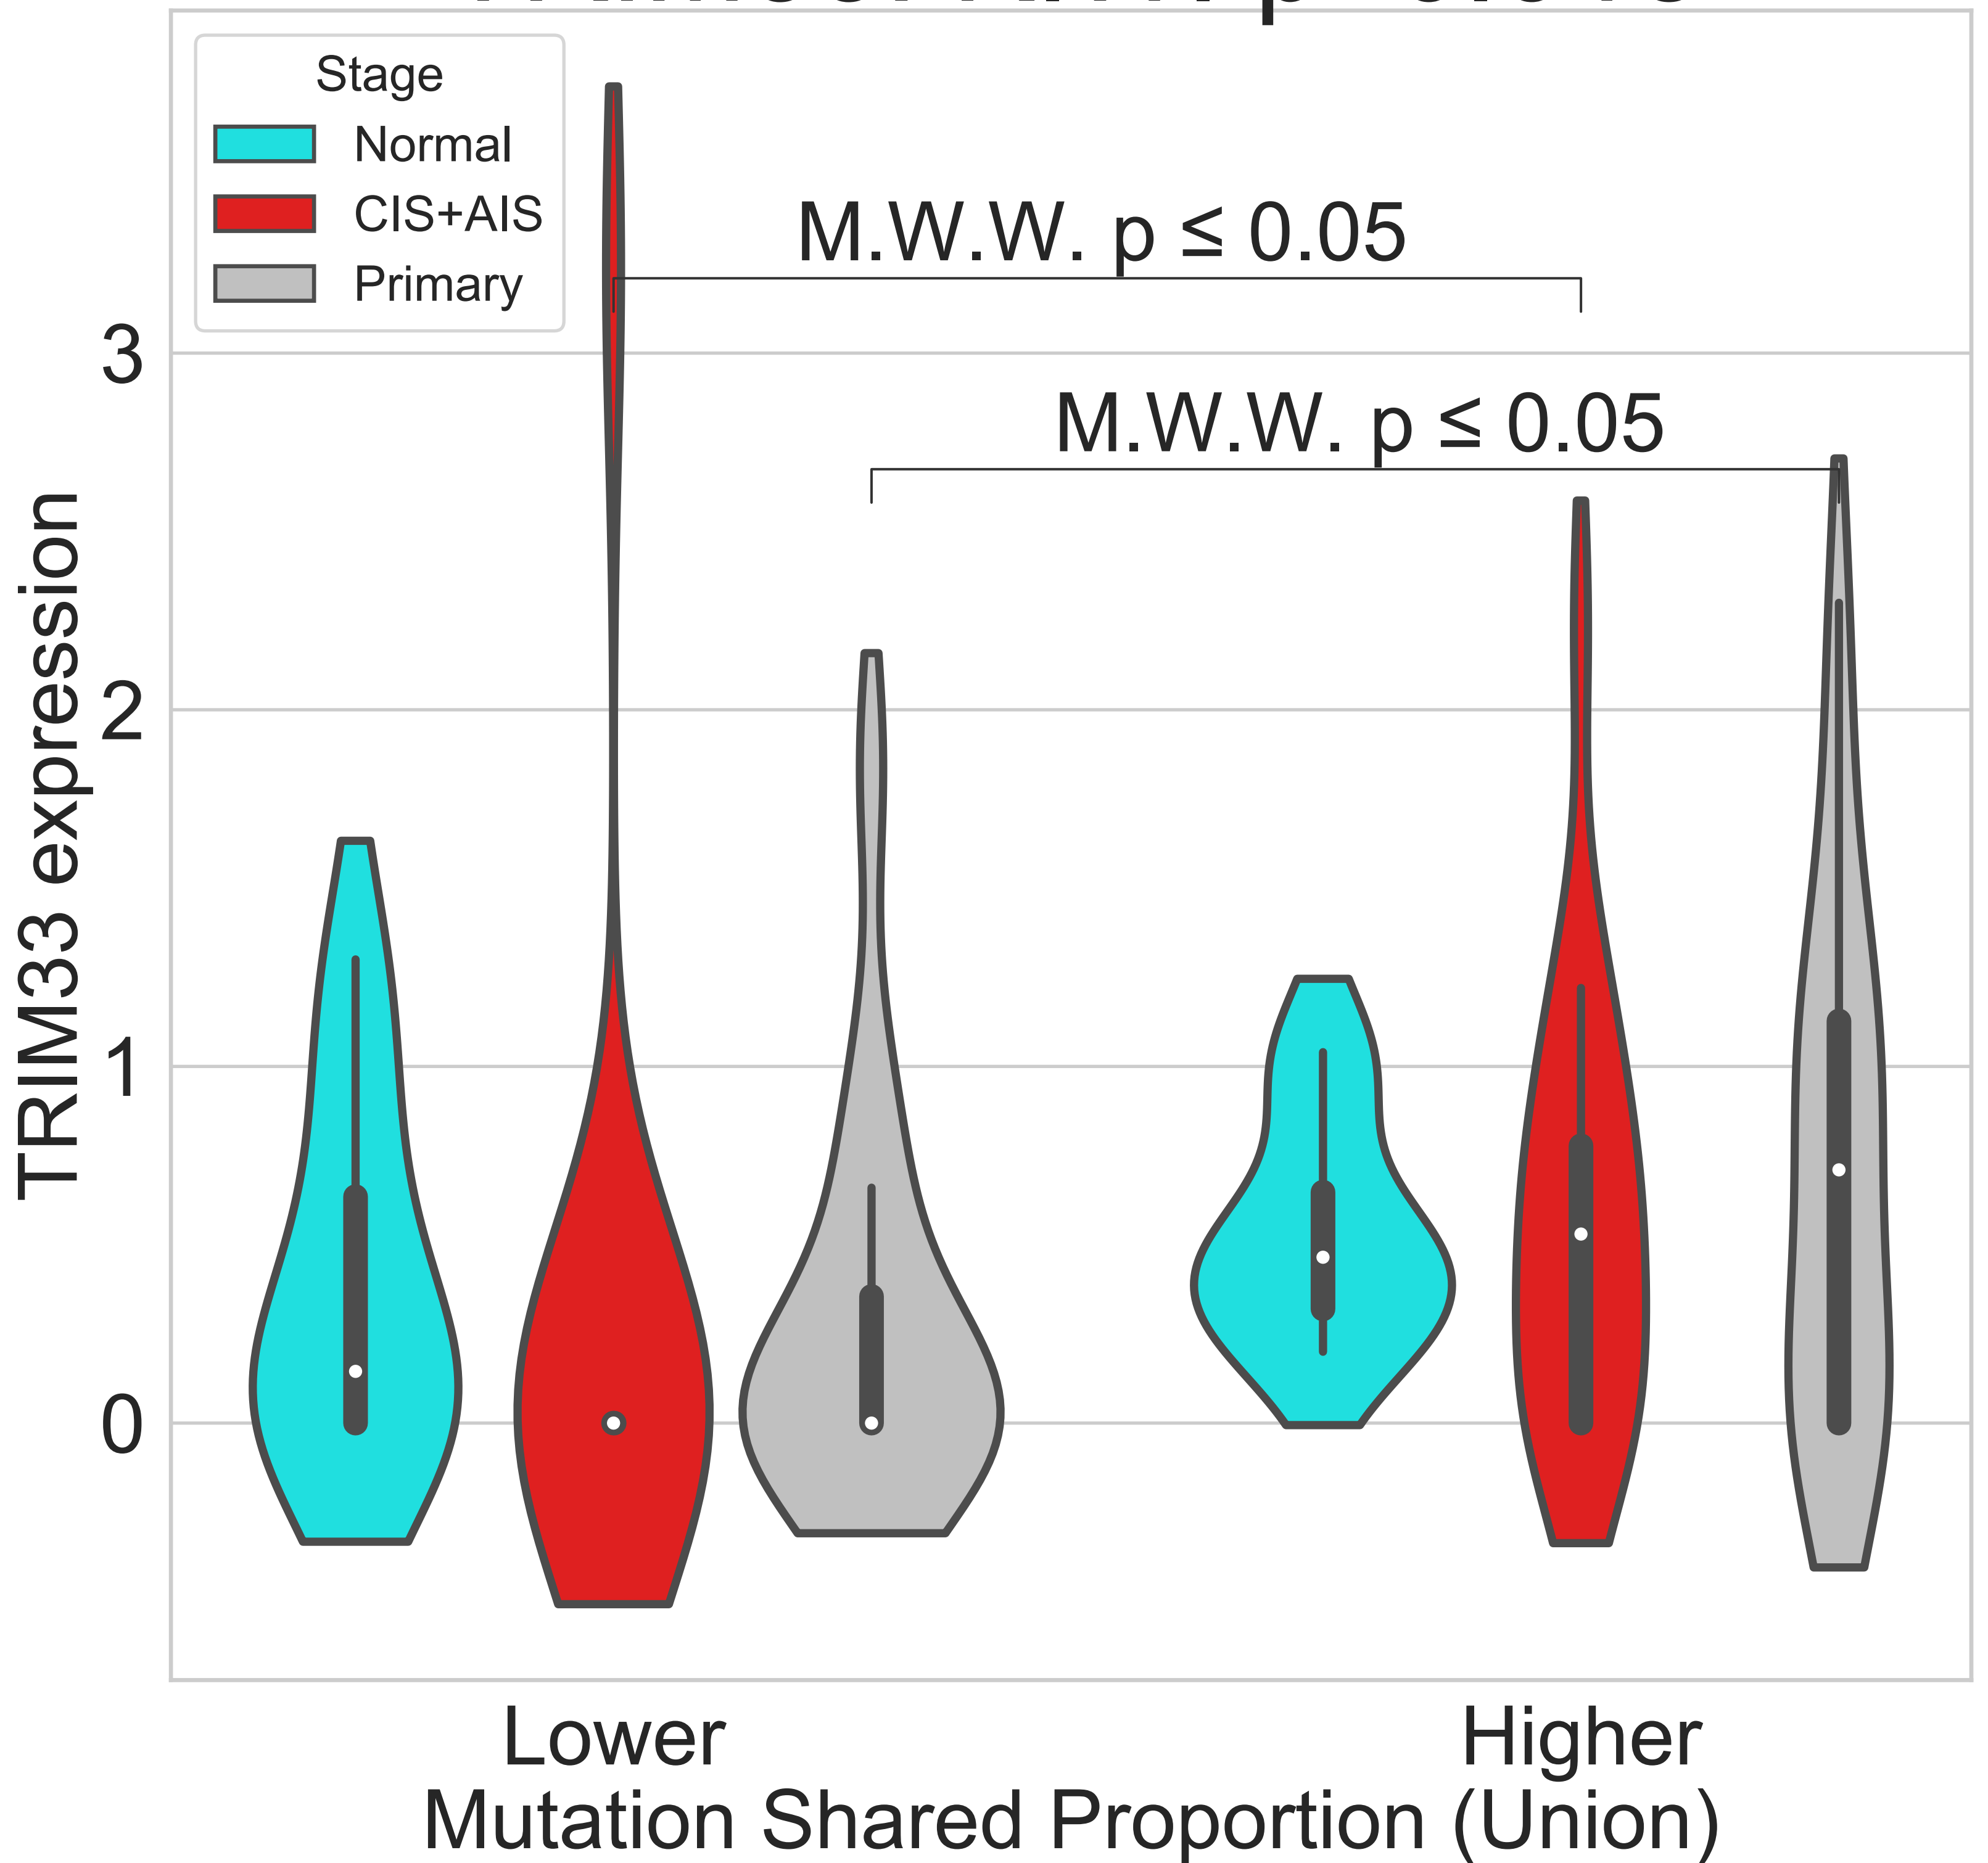 Stage
Normal
CIS+AIS
Primary
M.W.W. p ≤ 0.05
M.W.W. p ≤ 0.05
3
2
1
0
TRIM33 expression
Lower
Higher
Mutation Shared Proportion (Union)